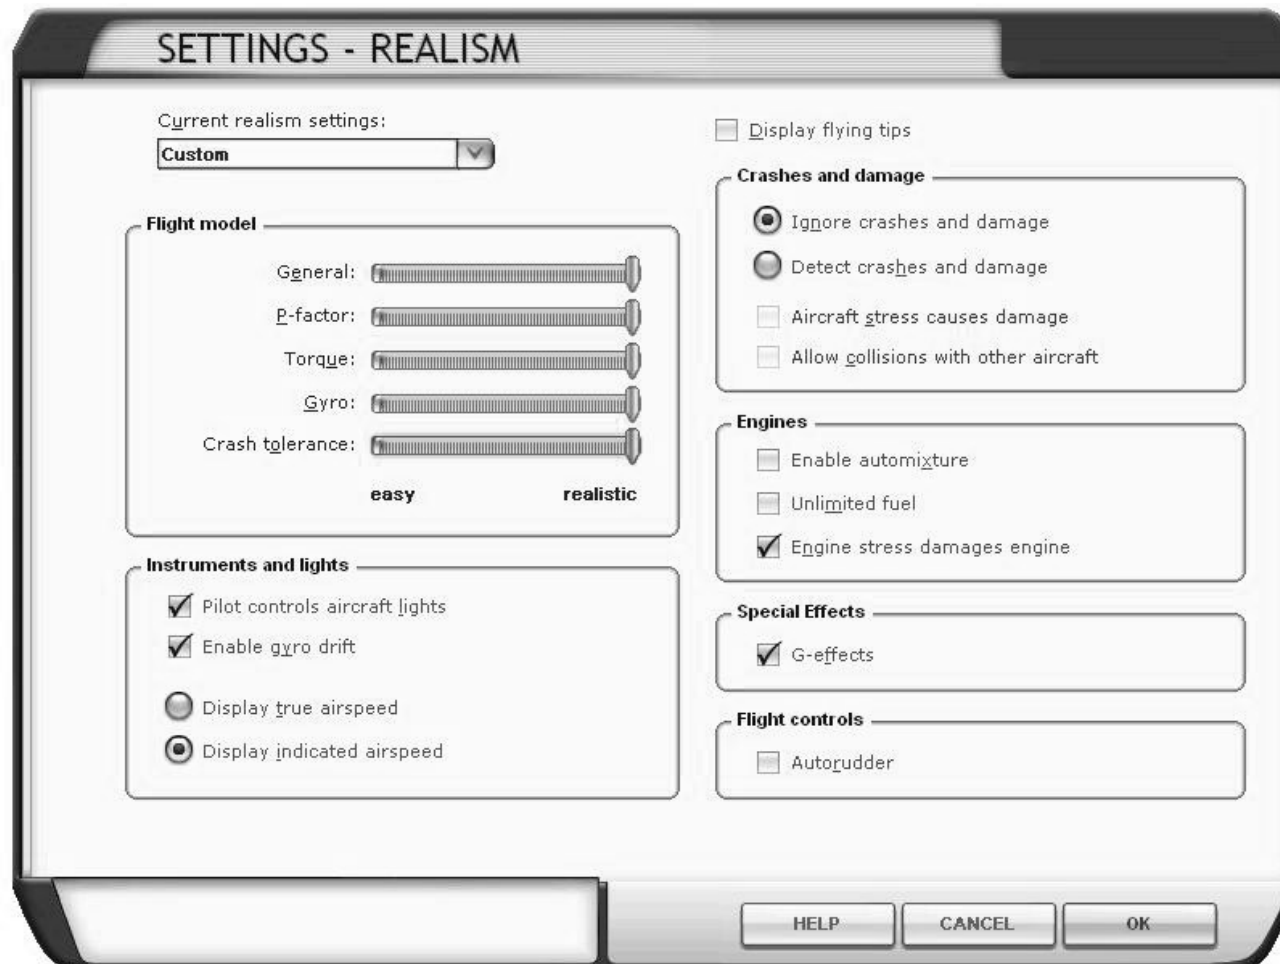 SETTINGS - REALISM
Current realism settings:
Custom
Flight model
General:
P-factor:
Torque:
Gyro:
Crash tolerance:
easy realistic
Instruments and lights
Pilot controls aircraft lights
Enable gyro drift
Display true airspeed
Display indicated airspeed
Display flying tips
Crashes and damage
Ignore crashes and damage
Detect crashes and damage
Aircraft stress causes damage
Allow collisions with other aircraft
Engines
Enable automixture
Unlimited fuel
Engine stress damages engine
Special Effects
G-effects
Flight controls
Autorudder
HELP CANCEL OK